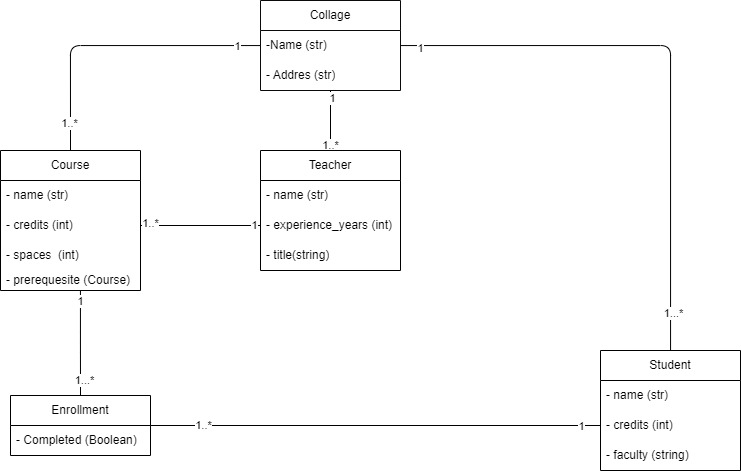 Collage
-Name (str)
- Addres (str)
1
1
1
1..*
1..*
1...*
Course
- name (str)
- credits (int)
- spaces  (int)
- prerequesite (Course)
1..*
1
Teacher
- name (str)
- experience_years (int)
- title(string)
1
1...*
Enrollment
- Completed (Boolean)
1..*
1
Student
- name (str)
- credits (int)
- faculty (string)